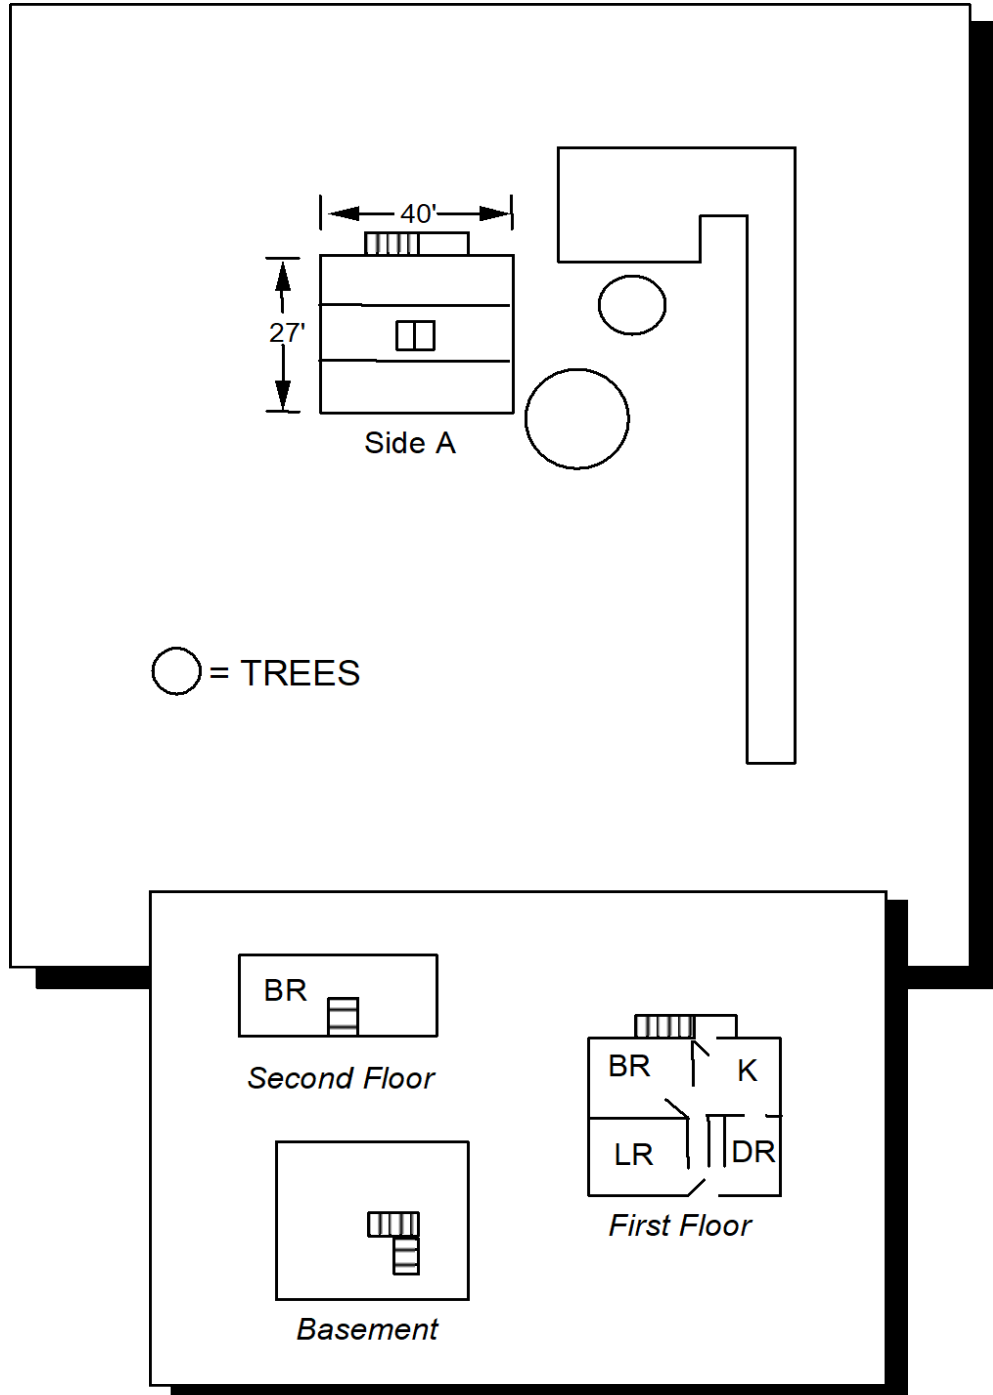 40'
27'
Side A
= TREES
BR
Second Floor
BR
K
LR
DR
First Floor
Basement